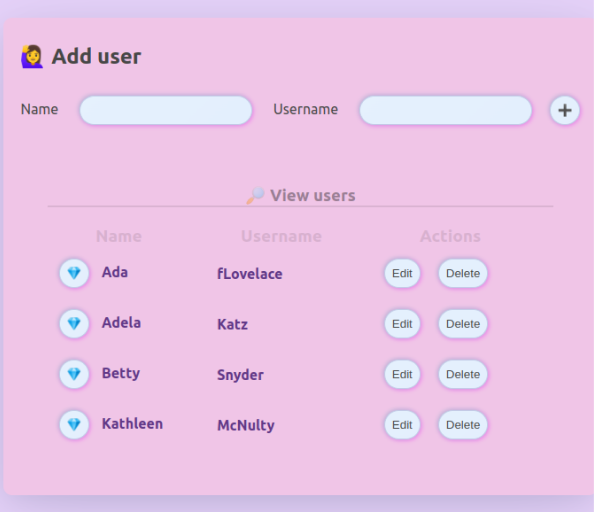 🙋‍♀️ Add user
Name Username +
🔎 View users
Name Username Actions
💎 Ada fLovelace Edit Delete
💎 Adela Katz Edit Delete
💎 Betty Snyder Edit Delete
💎 Kathleen McNulty Edit Delete